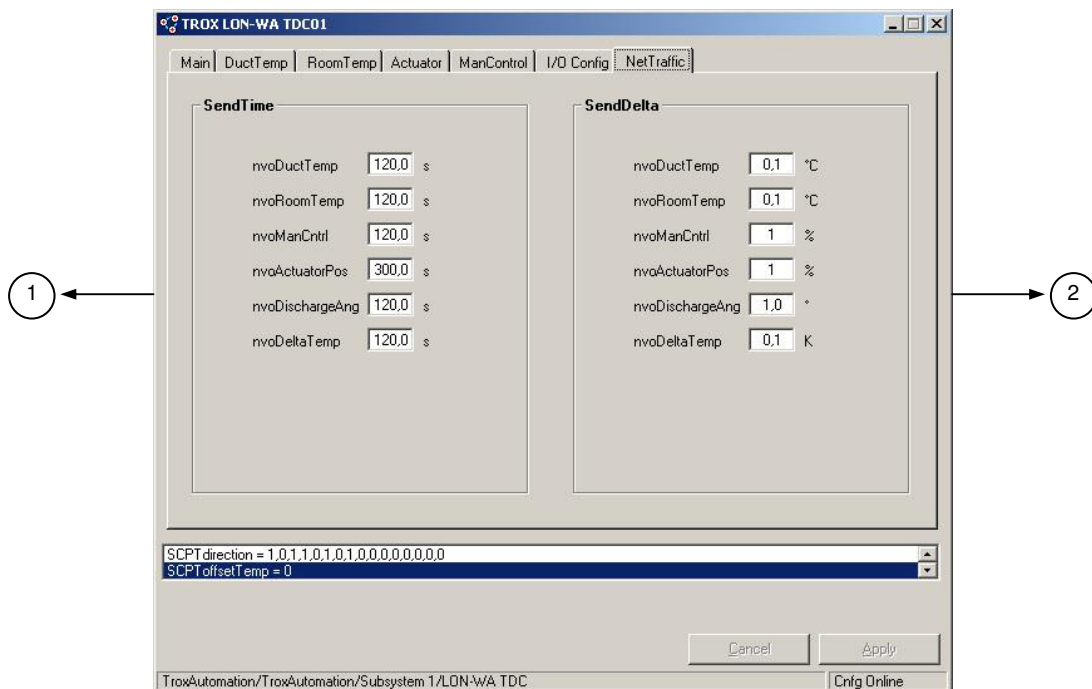 TROX LON-WA TDC01
Main DuctTemp RoomTemp Actuator ManControl I/O Config NetTraffic
SendTime
nvoDuctTemp 120,0 s
nvoRoomTemp 120,0 s
nvoManCntrl 120,0 s
nvoActuatorPos 300,0 s
nvoDischargeAng 120,0 s
nvoDeltaTemp 120,0 s
SendDelta
nvoDuctTemp 0,1 °C
nvoRoomTemp 0,1 °C
nvoManCntrl 1 %
nvoActuatorPos 1 %
nvoDischargeAng 1,0 °
nvoDeltaTemp 0,1 K
1
2
SCPTdirection = 1,0,1,1,0,1,0,1,0,0,0,0,0,0,0,0
SCPToffsetTemp = 0
Cancel Apply
TroxAutomation/TroxAutomation/Subsystem 1/LON-WA TDC Cnfg Online